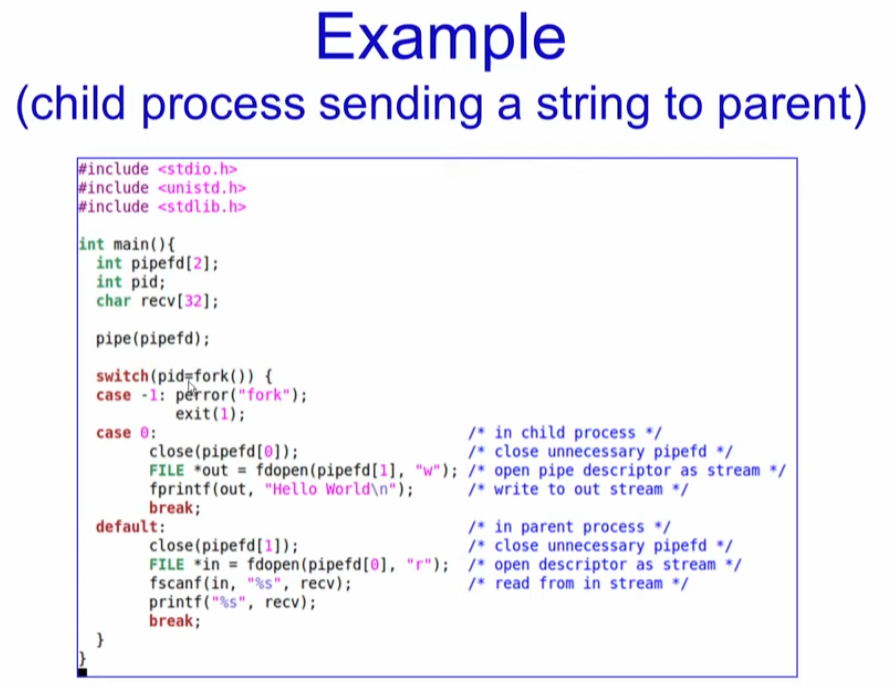 Example
(child process sending a string to parent)
#include <stdio.h>
#include <unistd.h>
#include <stdlib.h>
int main(){
int pipefd[2];
int pid;
char recv[32];
pipe(pipefd);
switch(pid=fork()) {
case -1: perror("fork");
exit(1);
case 0: /* in child process */
close(pipefd[0]); /* close unnecessary pipefd */
FILE *out = fdopen(pipefd[1], "w"); /* open pipe descriptor as stream */
fprintf(out, "Hello World\n"); /* write to out stream */
break;
default: /* in parent process */
close(pipefd[1]); /* close unnecessary pipefd */
FILE *in = fdopen(pipefd[0], "r"); /* open descriptor as stream */
fscanf(in, "%s", recv); /* read from in stream */
printf("%s", recv);
break;
}
}